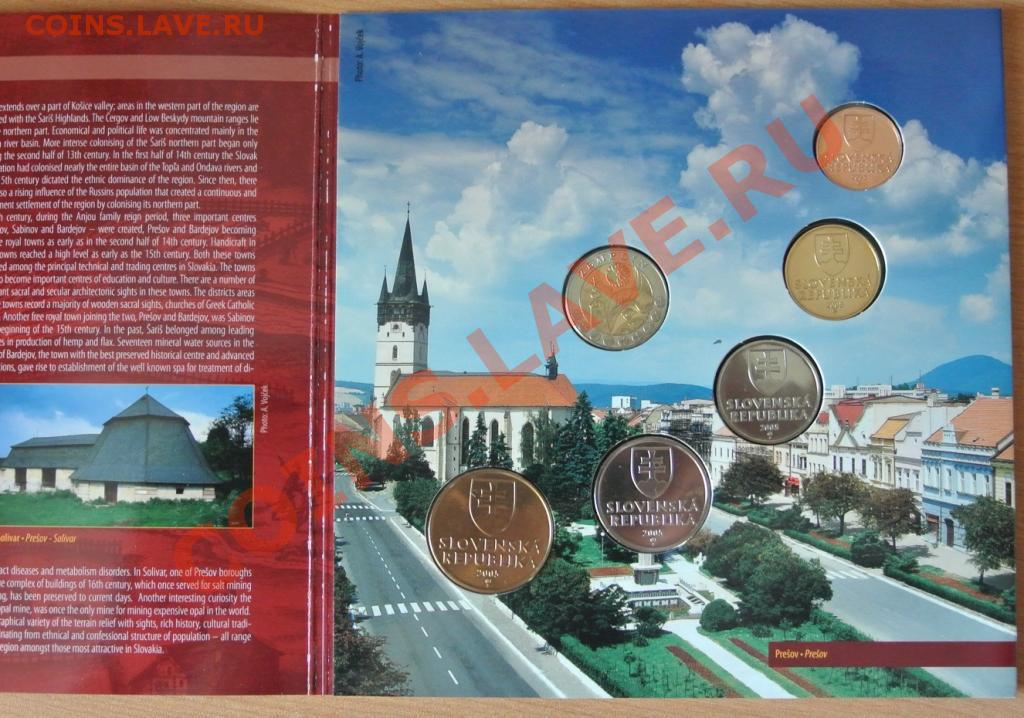 COINS.LAVE.RU
extends over a part of Košice valley; areas in the western part of the region are
ed with the Šariš Highlands. The Čergov and Low Beskydy mountain ranges lie
northern part. Economical and political life was concentrated mainly in the
river basin. More intense colonising of the Šariš northern part began only
g the second half of 13th century. In the first half of 14th century the Slovak
ation had colonised nearly the entire basin of the Topľa and Ondava rivers and
5th century dictated the ethnic dominance of the region. Since then, there
so a rising influence of the Russins population that created a continuous and
ment settlement of the region by colonising its northern part.
th century, during the Anjou family reign period, three important centres
ov, Sabinov and Bardejov – were created, Prešov and Bardejov becoming
e royal towns as early as in the second half of 14th century. Handicraft in
towns reached a high level as early as the 15th century. Both these towns
ed among the principal technical and trading centres in Slovakia. The towns
o become important centres of education and culture. There are a number of
ant sacral and secular architectonic sights in these towns. The districts areas
e towns record a majority of wooden sacral sights, churches of Greek Catholic
. Another free royal town joining the two, Prešov and Bardejov, was Sabinov
beginning of the 15th century. In the past, Šariš belonged among leading
es in production of hemp and flax. Seventeen mineral water sources in the
of Bardejov, the town with the best preserved historical centre and advanced
tions, gave rise to establishment of the well known spa for treatment of di-
Photo: A. Vojček
Solivar • Prešov - Solivar
act diseases and metabolism disorders. In Solivar, one of Prešov boroughs
re complex of buildings of 16th century, which once served for salt mining
ng, has been preserved to current days. Another interesting curiosity the
opal mine, was once the only mine for mining expensive opal in the world.
graphical variety of the terrain relief with sights, rich history, cultural tradi-
inating from ethnic and confessional structure of population – all range
region amongst those most attractive in Slovakia.
Photo: A. Vojček
SLOVENSKÁ
REPUBLIKA
SLOVENSKÁ
REPUBLIKA
SLOVENSKÁ
REPUBLIKA
2005
SLOVENSKÁ
REPUBLIKA
2005
SLOVENSKÁ
REPUBLIKA
2005
Prešov • Prešov
COINS.LAVE.RU